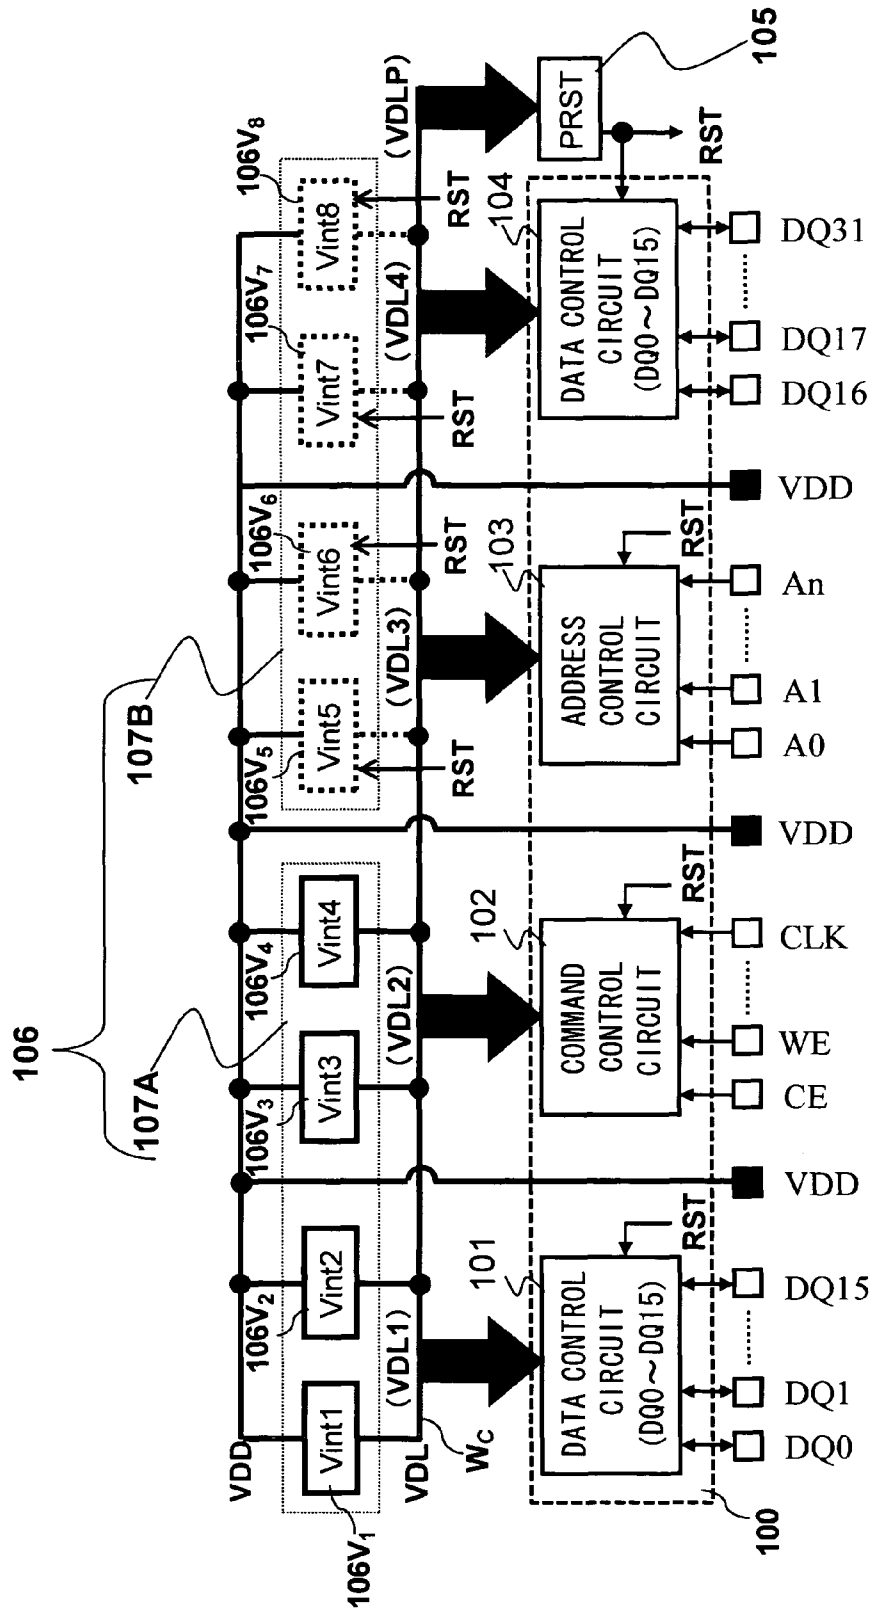 106
107A
107B
106V1
106V2
106V3
106V4
106V5
106V6
106V7
106V8
VDD
Vint1
Vint2
Vint3
Vint4
Vint5
Vint6
Vint7
Vint8
RST
RST
RST
RST
VDL
(VDL1)
(VDL2)
(VDL3)
(VDL4)
(VDLP)
WC
101
102
103
104
105
DATA CONTROL
CIRCUIT
(DQ0~DQ15)
RST
COMMAND
CONTROL
CIRCUIT
RST
ADDRESS
CONTROL
CIRCUIT
RST
DATA CONTROL
CIRCUIT
(DQ0~DQ15)
PRST
RST
100
DQ0
DQ1
DQ15
VDD
CE
WE
CLK
VDD
A0
A1
An
VDD
DQ16
DQ17
DQ31